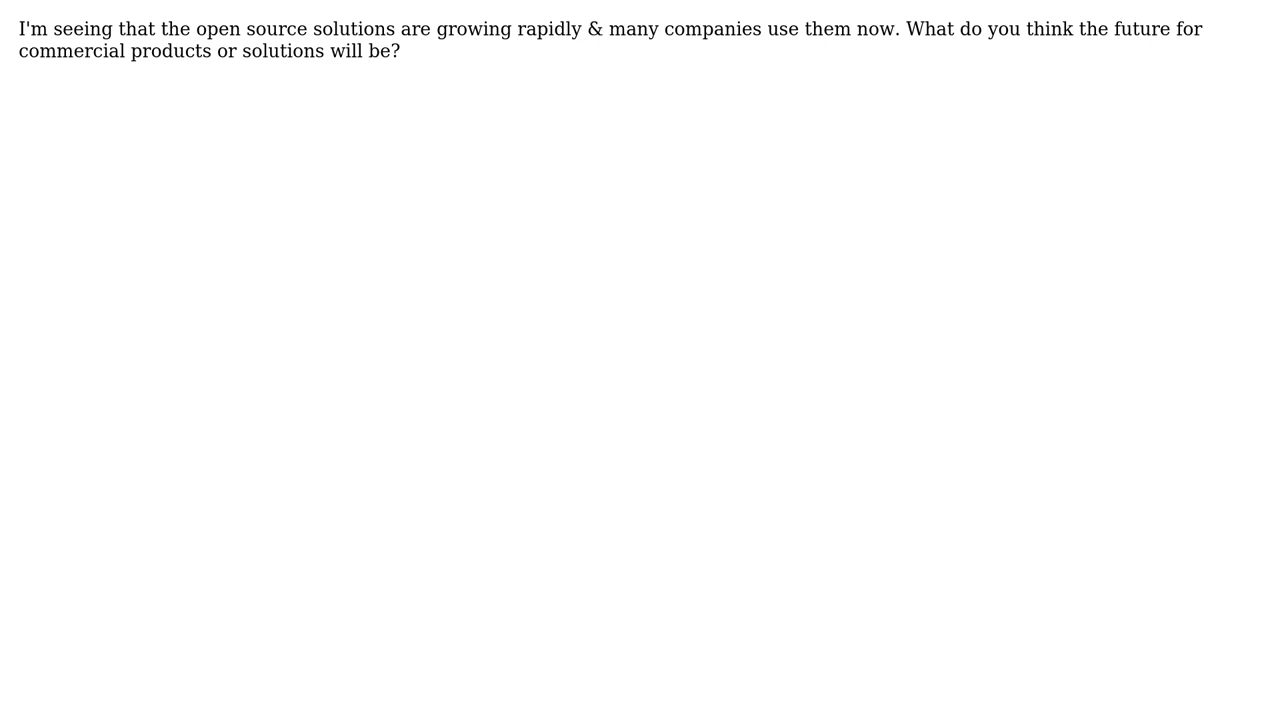 I'm seeing that the open source solutions are growing rapidly & many companies use them now. What do you think the future for
commercial products or solutions will be?